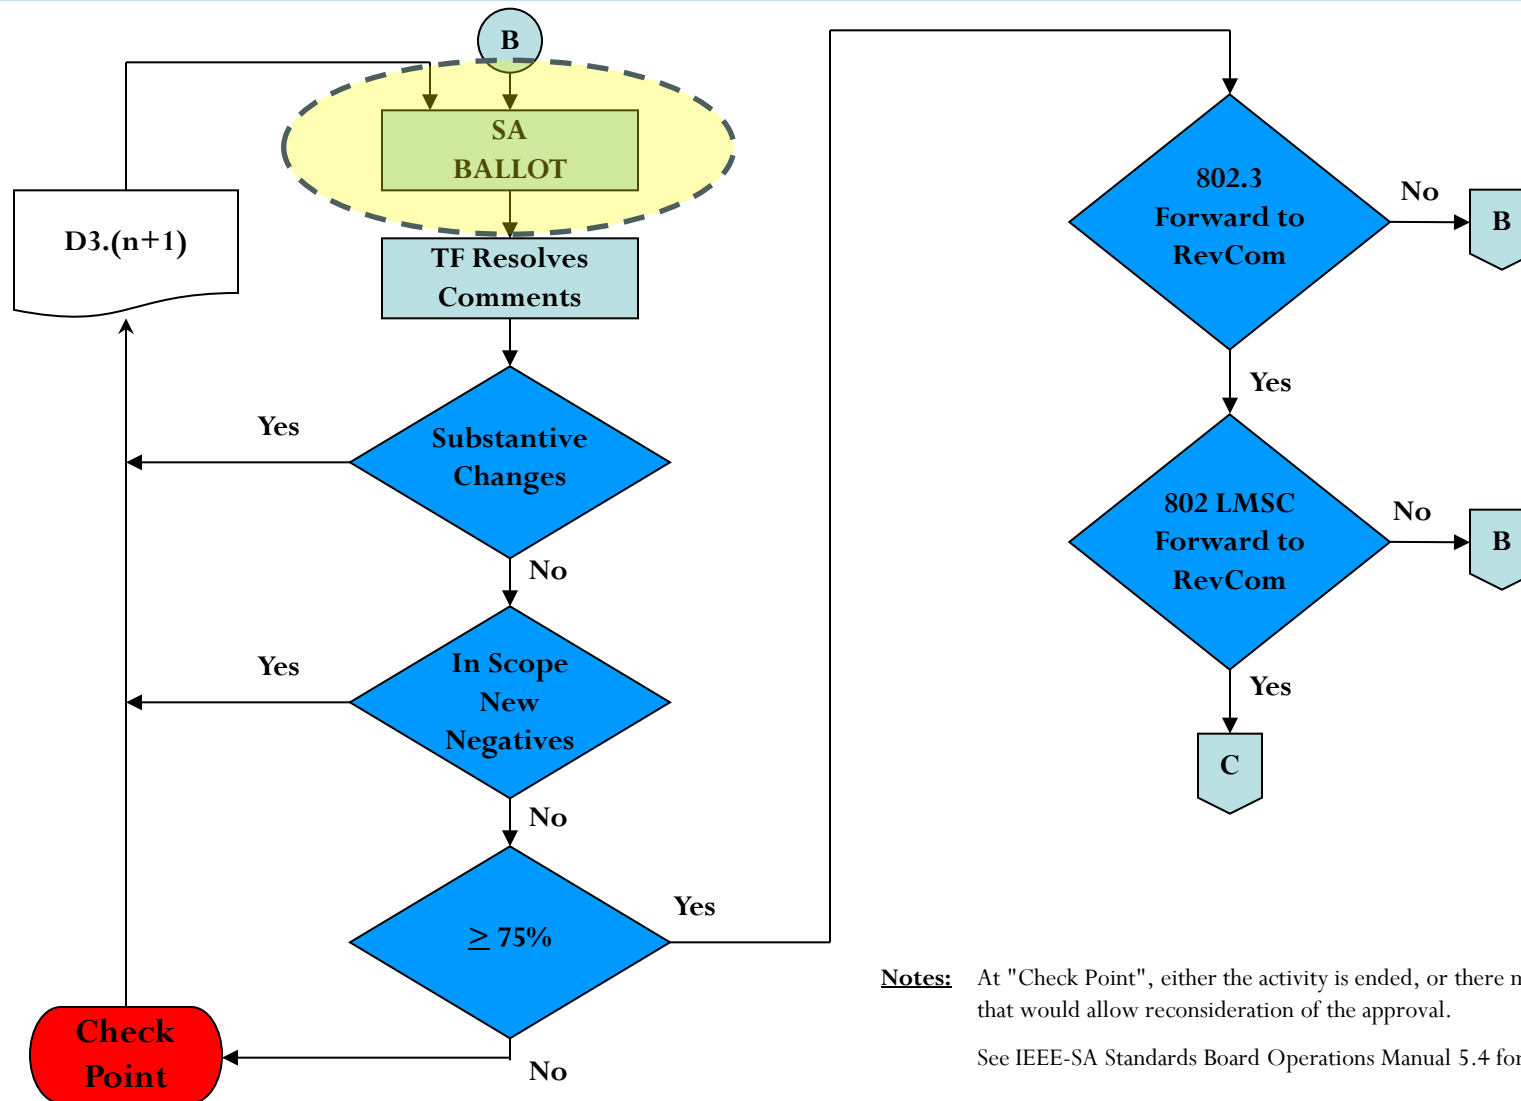 B
SA
BALLOT
D3.(n+1)
TF Resolves
Comments
Yes
Substantive
Changes
No
Yes
In Scope
New
Negatives
No
≥ 75%
Yes
No
Check
Point
802.3
Forward to
RevCom
No
B
Yes
802 LMSC
Forward to
RevCom
No
B
Yes
C
Notes: At "Check Point", either the activity is ended, or there
that would allow reconsideration of the approval.
See IEEE-SA Standards Board Operations Manual 5.4 for